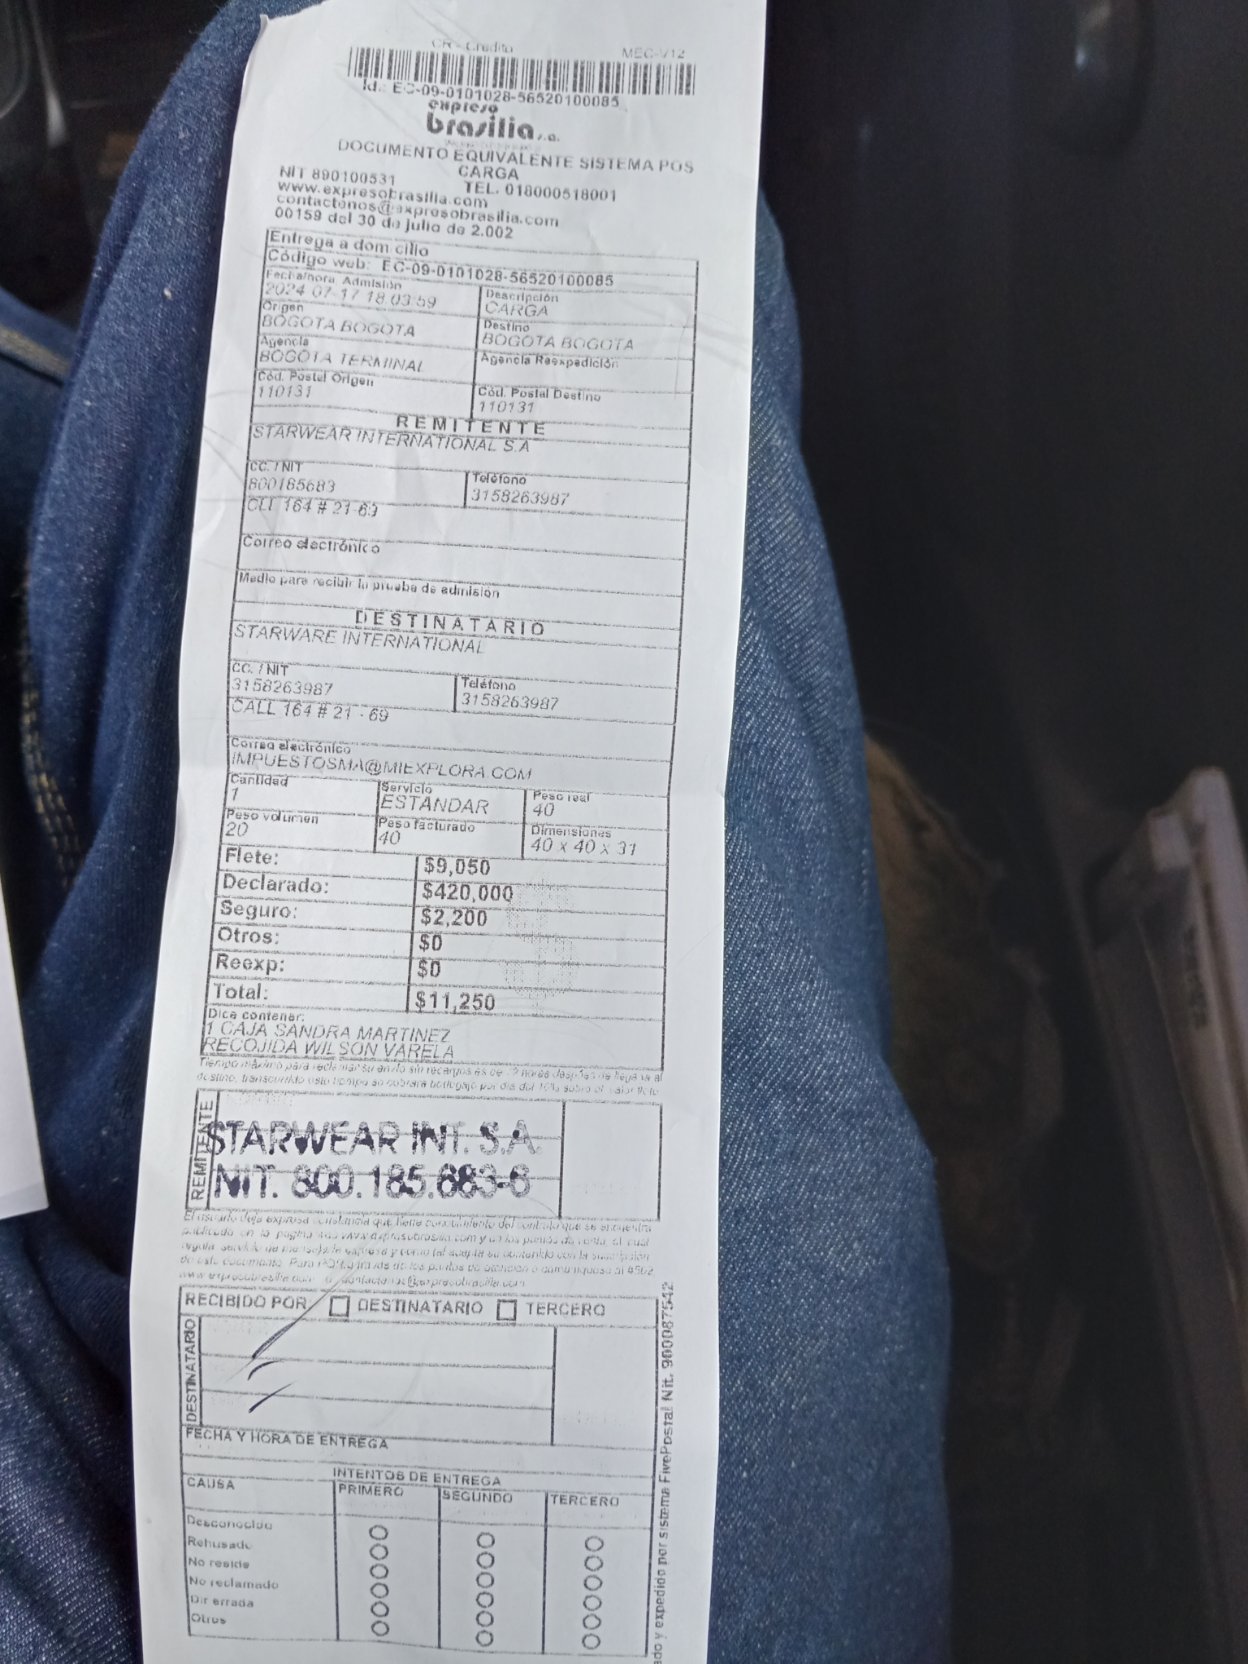 CR - Credito MEC-V12
Id.: EC-09-0101028-56520100085
expreso
brasilia s.a.
DOCUMENTO EQUIVALENTE SISTEMA POS
CARGA
NIT 890100531 TEL. 018000518001
www.expresobrasilia.com
contactenos@expresobrasilia.com
00159 del 30 de julio de 2.002
Entrega a domicilio
Código web: EC-09-0101028-56520100085
Fecha/hora Admisión Descripción
2024-07-17 18:03:59 CARGA
Origen Destino
BOGOTA BOGOTA BOGOTA BOGOTA
Agencia Agencia Reexpedición
BOGOTA TERMINAL
Cód. Postal Origen Cód. Postal Destino
110131 110131
REMITENTE
STARWEAR INTERNATIONAL S.A
CC. / NIT Teléfono
800185683 3158263987
CLL 164 # 21-69
Correo electrónico
Medio para recibir la prueba de admisión
DESTINATARIO
STARWARE INTERNATIONAL
CC. / NIT Teléfono
3158263987 3158263987
CALL 164 # 21 - 69
Correo electrónico
IMPUESTOSMA@MIEXPLORA.COM
Cantidad Servicio Peso real
1 ESTANDAR 40
Peso volumen Peso facturado Dimensiones
20 40 40 x 40 x 31
Flete: $9,050
Declarado: $420,000
Seguro: $2,200
Otros: $0
Reexp: $0
Total: $11,250
Dice contener:
1 CAJA SANDRA MARTINEZ
RECOJIDA WILSON VARELA
REMITENTE
STARWEAR INT. S.A.
NIT. 800.185.683-6
RECIBIDO POR DESTINATARIO TERCERO
DESTINATARIO
FECHA Y HORA DE ENTREGA
INTENTOS DE ENTREGA
CAUSA PRIMERO SEGUNDO TERCERO
Desconocido
Rehusado
No reside
No reclamado
Dir errada
Otros
y expedido por sistema FivePostal Nit. 900087542